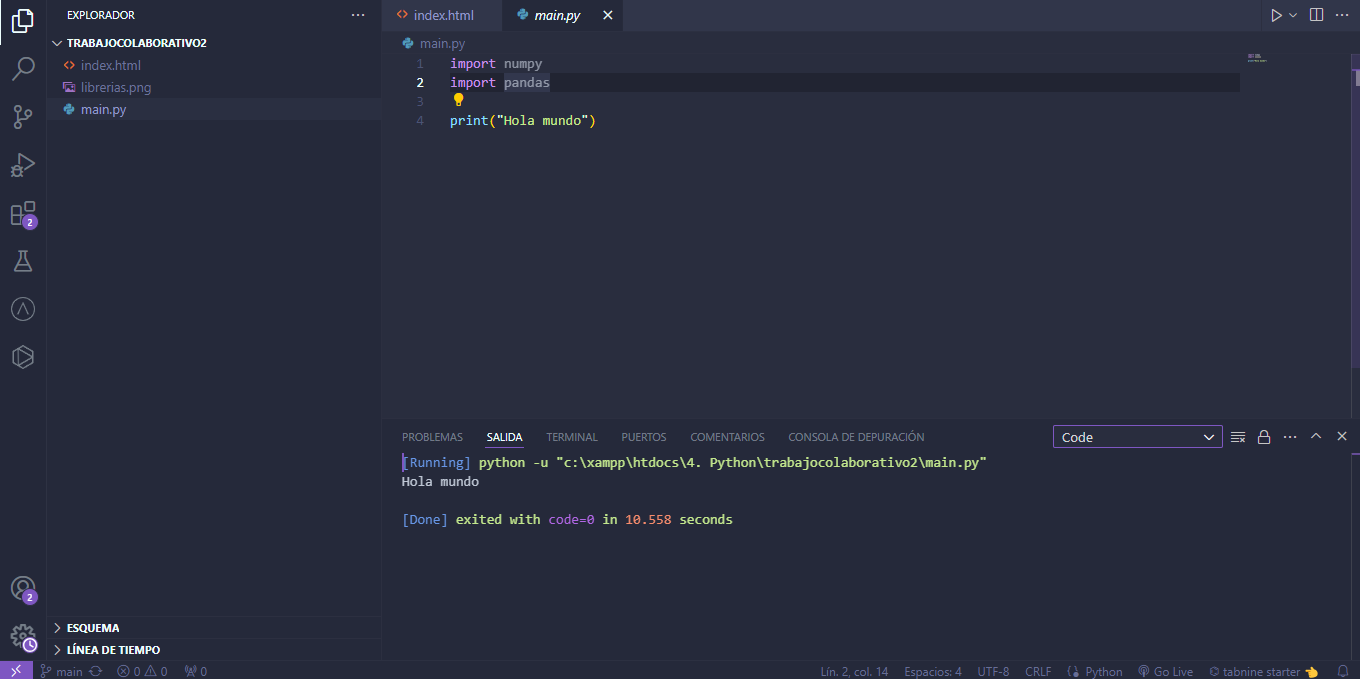 EXPLORADOR
TRABAJOCOLABORATIVO2
index.html
librerias.png
main.py
2
2
ESQUEMA
LÍNEA DE TIEMPO
index.html
main.py
main.py
1 import numpy
2 import pandas
3
4 print("Hola mundo")
PROBLEMAS SALIDA TERMINAL PUERTOS COMENTARIOS CONSOLA DE DEPURACIÓN Code
[Running] python -u "c:\xampp\htdocs\4. Python\trabajocolaborativo2\main.py"
Hola mundo
[Done] exited with code=0 in 10.558 seconds
main 0 0 0 Lín. 2, col. 14 Espacios: 4 UTF-8 CRLF Python Go Live tabnine starter